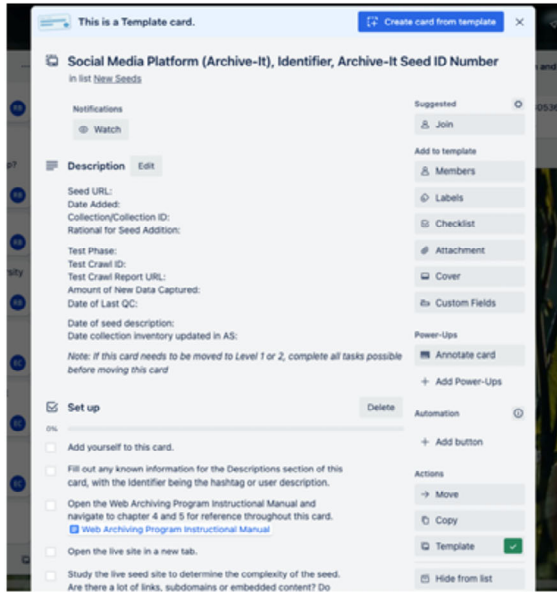 This is a Template card.
Create card from template
Social Media Platform (Archive-It), Identifier, Archive-It Seed ID Number
in list New Seeds
Notifications
Watch
Description
Edit
Seed URL:
Date Added:
Collection/Collection ID:
Rational for Seed Addition:
Test Phase:
Test Crawl ID:
Test Crawl Report URL:
Amount of New Data Captured:
Date of Last QC:
Date of seed description:
Date collection inventory updated in AS:
Note: If this card needs to be moved to Level 1 or 2, complete all tasks possible
before moving this card
Set up
Delete
0%
Add yourself to this card.
Fill out any known information for the Descriptions section of this
card, with the Identifier being the hashtag or user description.
Open the Web Archiving Program Instructional Manual and
navigate to chapter 4 and 5 for reference throughout this card.
Web Archiving Program Instructional Manual
Open the live site in a new tab.
Study the live seed site to determine the complexity of the seed.
Are there a lot of links, subdomains or embedded content? Do
Suggested
Join
Add to template
Members
Labels
Checklist
Attachment
Cover
Custom Fields
Power-Ups
Annotate card
+ Add Power-Ups
Automation
+ Add button
Actions
Move
Copy
Template
Hide from list